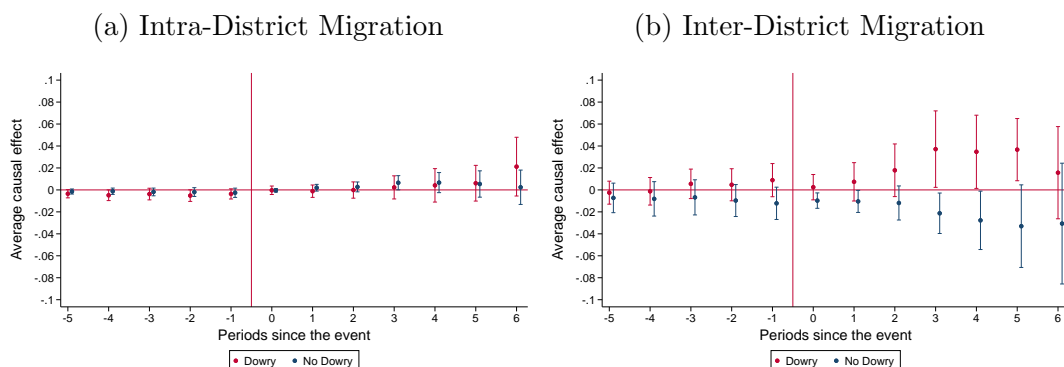 (a) Intra-District Migration
.1
.08
.06
.04
.02
0
-.02
-.04
-.06
-.08
-.1
Average causal effect
-5 -4 -3 -2 -1 0 1 2 3 4 5 6
Periods since the event
Dowry No Dowry
(b) Inter-District Migration
.1
.08
.06
.04
.02
0
-.02
-.04
-.06
-.08
-.1
Average causal effect
-5 -4 -3 -2 -1 0 1 2 3 4 5 6
Periods since the event
Dowry No Dowry